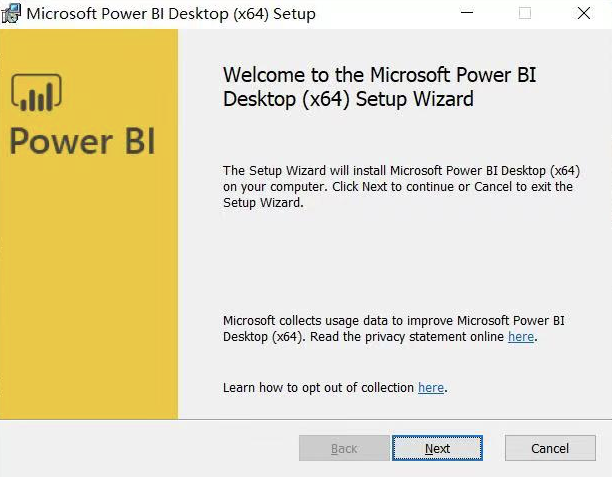 Microsoft Power BI Desktop (x64) Setup
Power BI
Welcome to the Microsoft Power BI
Desktop (x64) Setup Wizard
The Setup Wizard will install Microsoft Power BI Desktop (x64)
on your computer. Click Next to continue or Cancel to exit the
Setup Wizard.
Microsoft collects usage data to improve Microsoft Power BI
Desktop (x64). Read the privacy statement online here.
Learn how to opt out of collection here.
Back
Next
Cancel